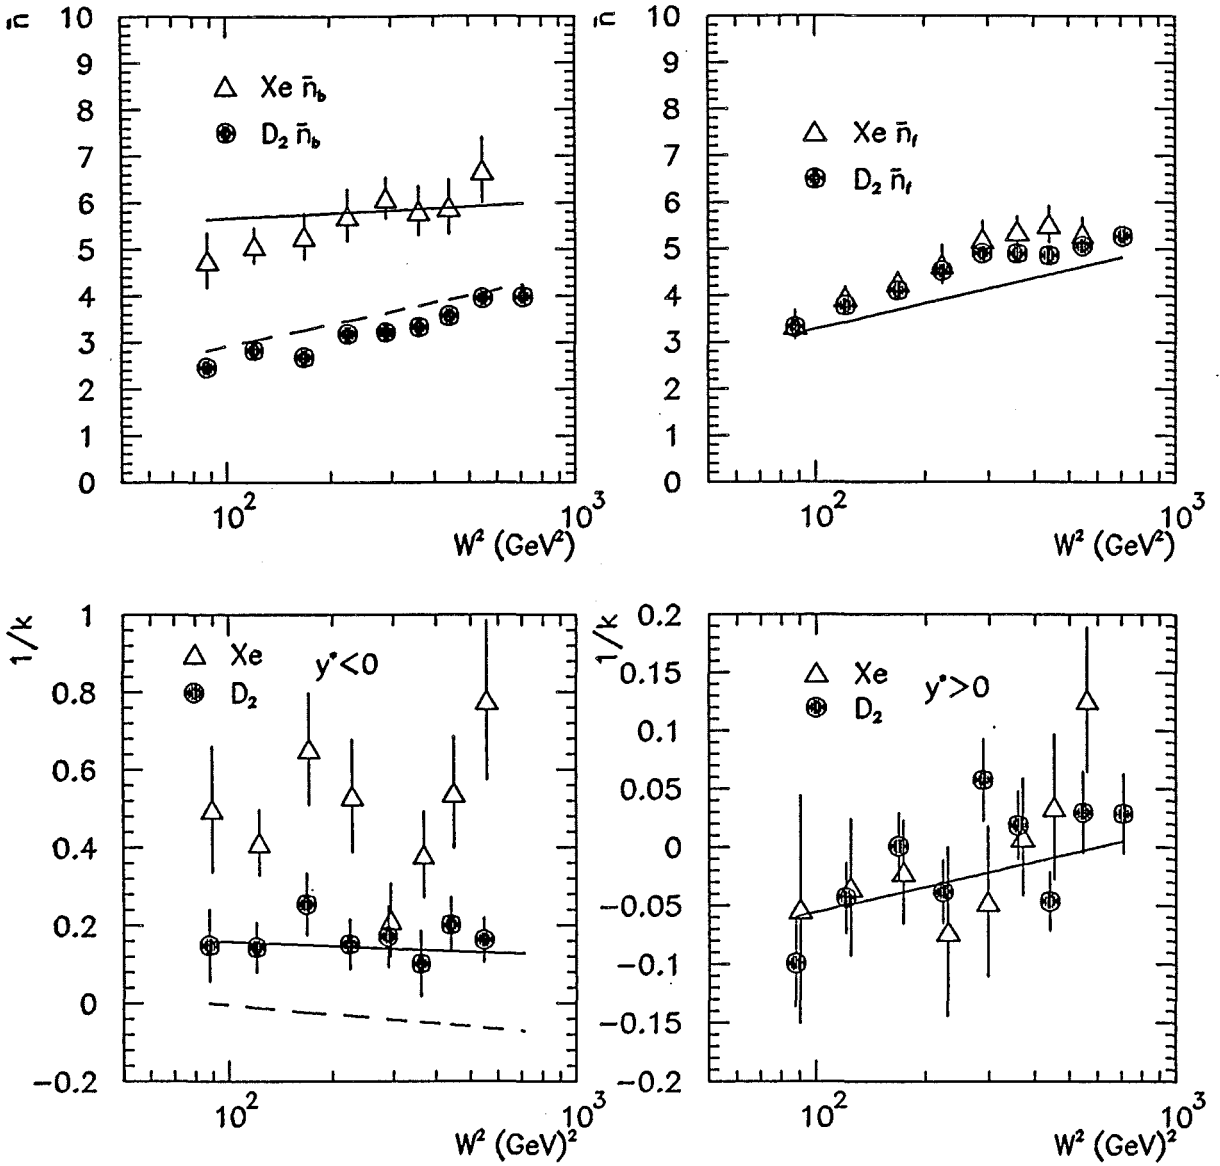 n̄
10
9
8
7
6
5
4
3
2
1
0
Xe n̄b
D2 n̄b
10²
10³
W² (GeV²)
n̄
10
9
8
7
6
5
4
3
2
1
0
Xe n̄f
D2 n̄f
10²
10³
W² (GeV²)
1/k
1
0.8
0.6
0.4
0.2
0
−0.2
Xe
D2
y*<0
10²
10³
W² (GeV)²
1/k
0.2
0.15
0.1
0.05
0
−0.05
−0.1
−0.15
−0.2
Xe
D2
y*>0
10²
10³
W² (GeV)²